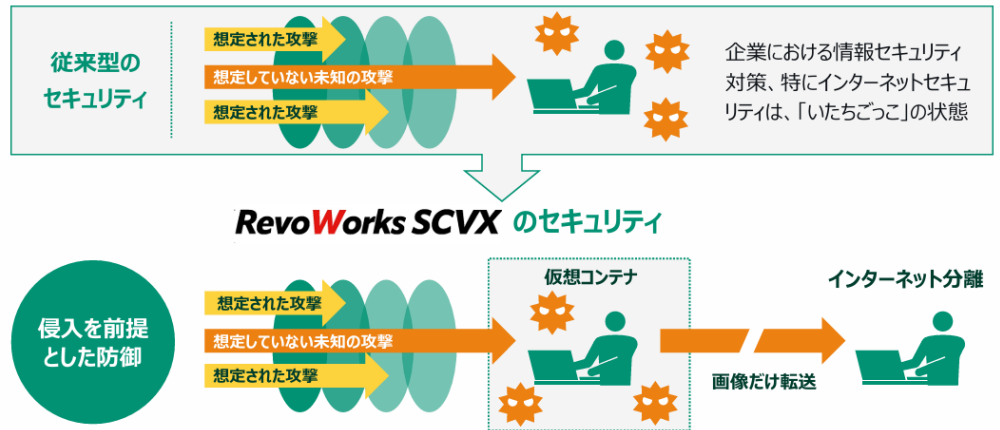 従来型の
セキュリティ
想定された攻撃
想定していない未知の攻撃
想定された攻撃
企業における情報セキュリティ
対策、特にインターネットセキュ
リティは、「いたちごっこ」の状態
RevoWorks SCVX のセキュリティ
侵入を前提
とした防御
想定された攻撃
想定していない未知の攻撃
想定された攻撃
仮想コンテナ
画像だけ転送
インターネット分離